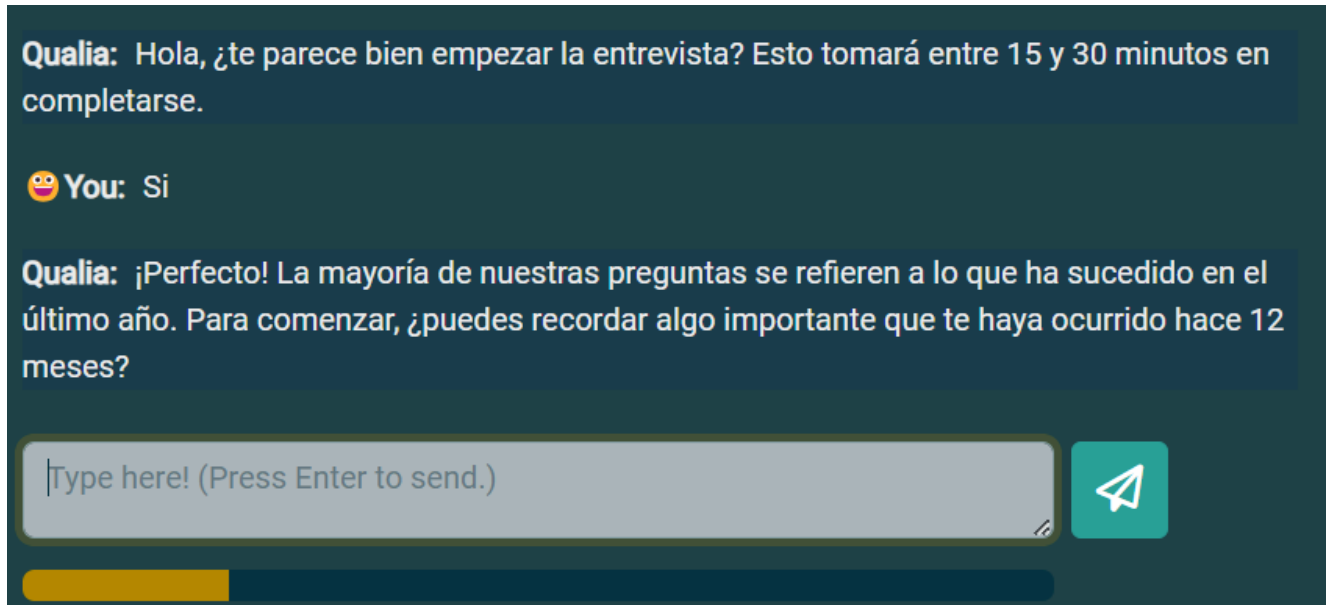 Qualia: Hola, ¿te parece bien empezar la entrevista? Esto tomará entre 15 y 30 minutos en
completarse.
You: Si
Qualia: ¡Perfecto! La mayoría de nuestras preguntas se refieren a lo que ha sucedido en el
último año. Para comenzar, ¿puedes recordar algo importante que te haya ocurrido hace 12
meses?
Type here! (Press Enter to send.)